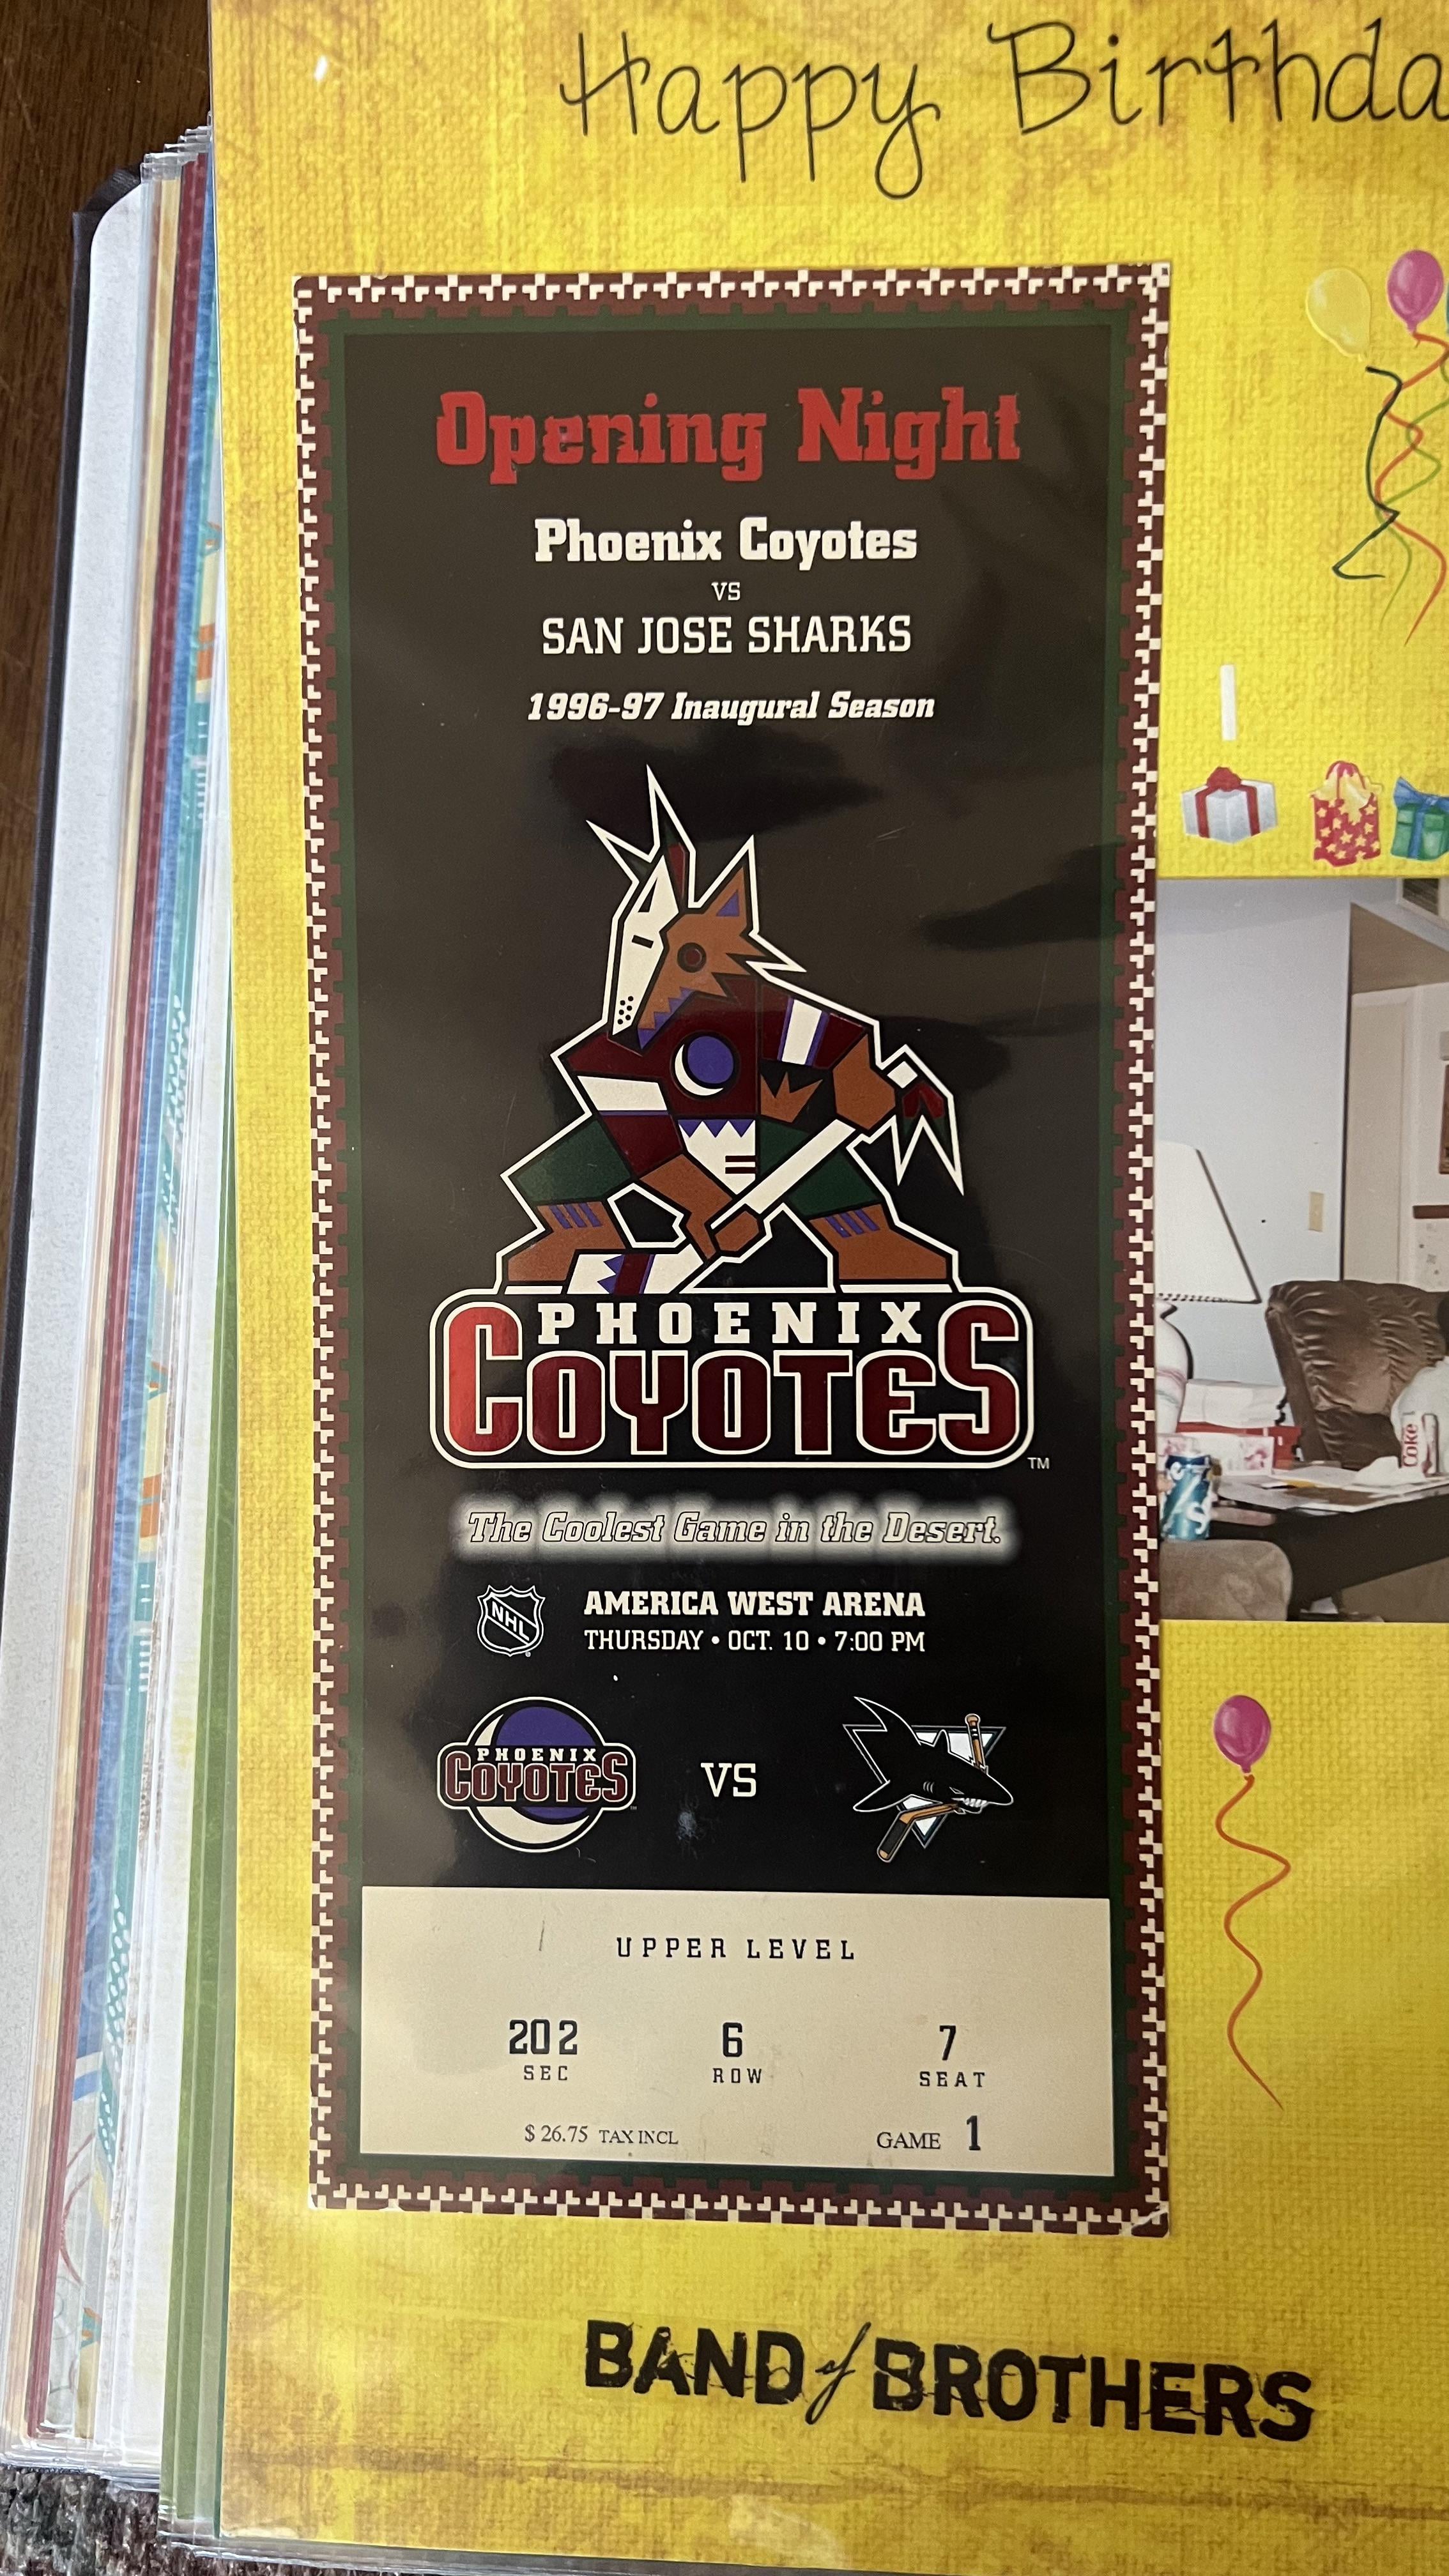 Happy Birthda
Opening Night
Phoenix Coyotes
VS
SAN JOSE SHARKS
1996-97 Inaugural Season
PHOENIX
COYOTES
TM
The Coolest Game in the Desert.
NHL
AMERICA WEST ARENA
THURSDAY • OCT. 10 • 7:00 PM
PHOENIX
COYOTES
VS
UPPER LEVEL
202 6 7
SEC ROW SEAT
$ 26.75 TAX INCL GAME 1
Coke
BAND of BROTHERS